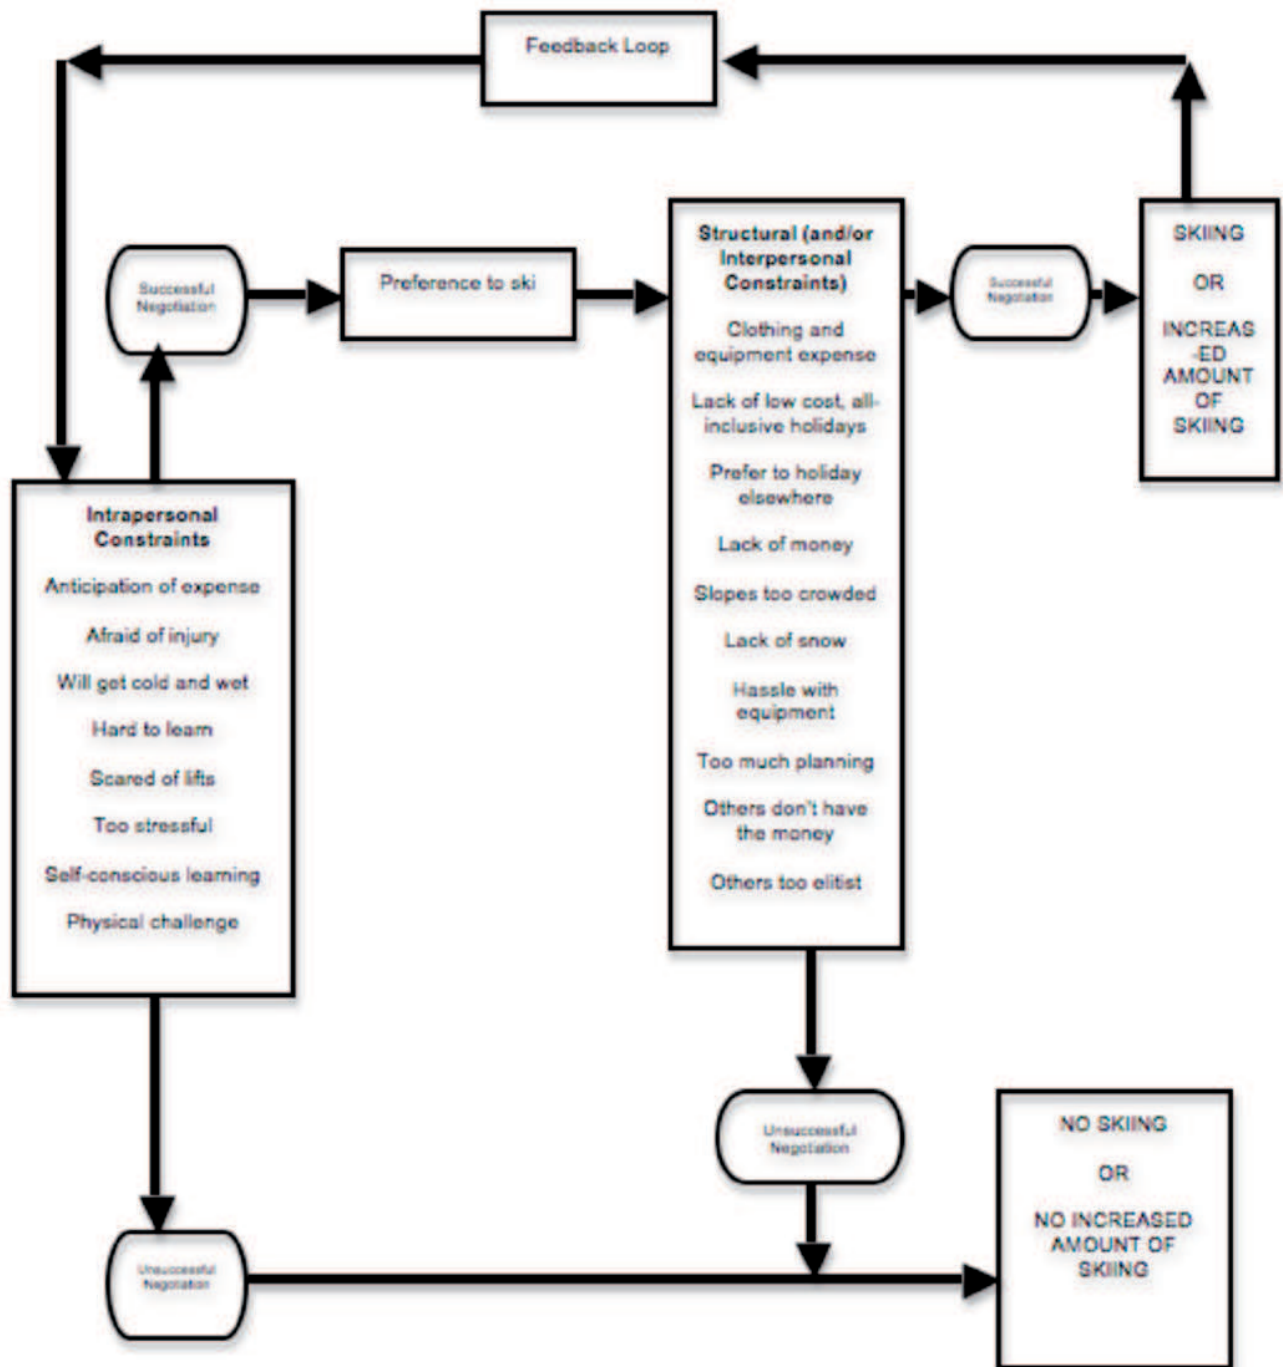 Feedback Loop
Successful
Negotiation
Preference to ski
Structural (and/or
Interpersonal
Constraints)
Clothing and
equipment expense
Lack of low cost, all-
inclusive holidays
Prefer to holiday
elsewhere
Lack of money
Slopes too crowded
Lack of snow
Hassle with
equipment
Too much planning
Others don't have
the money
Others too elitist
Successful
Negotiation
SKIING
OR
INCREAS
-ED
AMOUNT
OF
SKIING
Intrapersonal
Constraints
Anticipation of expense
Afraid of injury
Will get cold and wet
Hard to learn
Scared of lifts
Too stressful
Self-conscious learning
Physical challenge
Unsuccessful
Negotiation
Unsuccessful
Negotiation
NO SKIING
OR
NO INCREASED
AMOUNT OF
SKIING